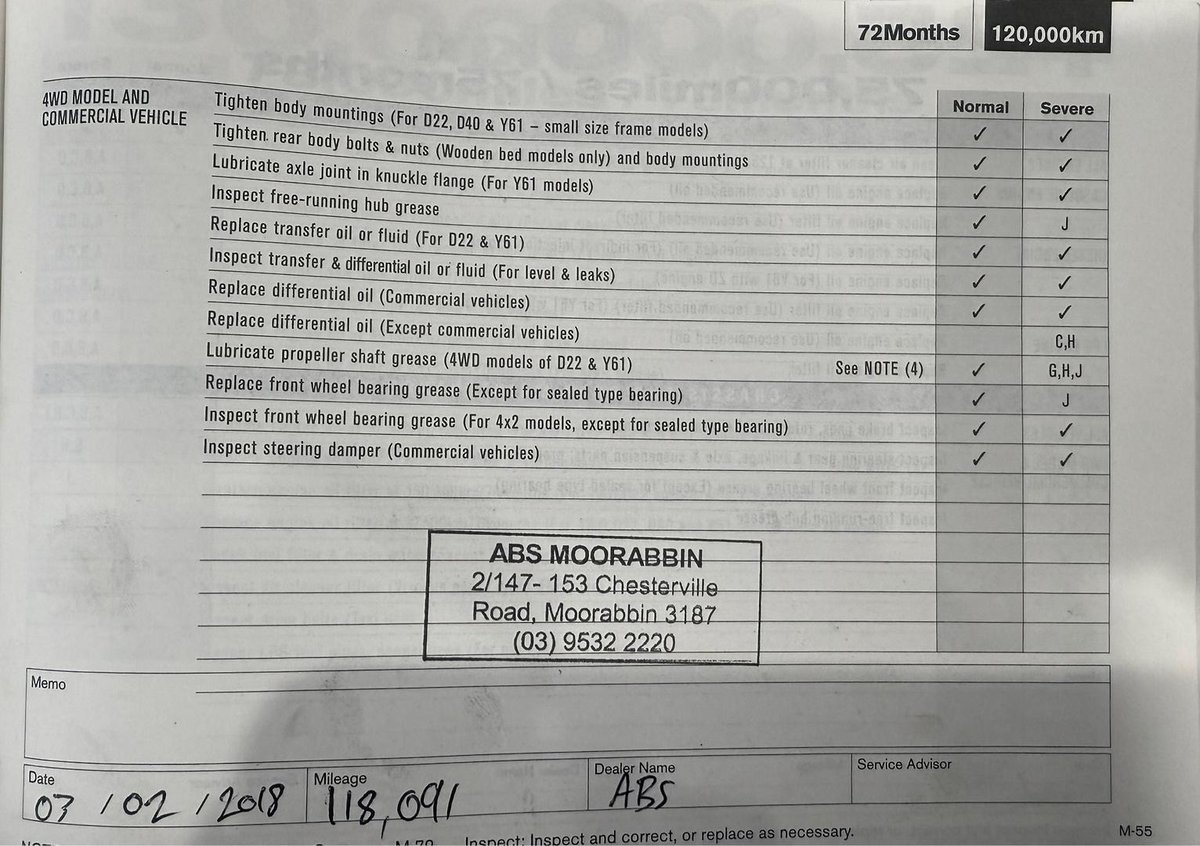 72Months
120,000km
4WD MODEL AND
COMMERCIAL VEHICLE
Normal Severe
Tighten body mountings (For D22, D40 & Y61 – small size frame models) ✓ ✓
Tighten rear body bolts & nuts (Wooden bed models only) and body mountings ✓ ✓
Lubricate axle joint in knuckle flange (For Y61 models) ✓ ✓
Inspect free-running hub grease ✓ J
Replace transfer oil or fluid (For D22 & Y61) ✓ ✓
Inspect transfer & differential oil or fluid (For level & leaks) ✓ ✓
Replace differential oil (Commercial vehicles) ✓ ✓
Replace differential oil (Except commercial vehicles) C,H
Lubricate propeller shaft grease (4WD models of D22 & Y61) See NOTE (4) ✓ G,H,J
Replace front wheel bearing grease (Except for sealed type bearing) ✓ J
Inspect front wheel bearing grease (For 4x2 models, except for sealed type bearing) ✓ ✓
Inspect steering damper (Commercial vehicles) ✓ ✓
ABS MOORABBIN
2/147- 153 Chesterville
Road, Moorabbin 3187
(03) 9532 2220
Memo
Date Mileage Dealer Name Service Advisor
03 / 02 / 2018 118,091 ABS
Inspect: Inspect and correct, or replace as necessary.
M-55